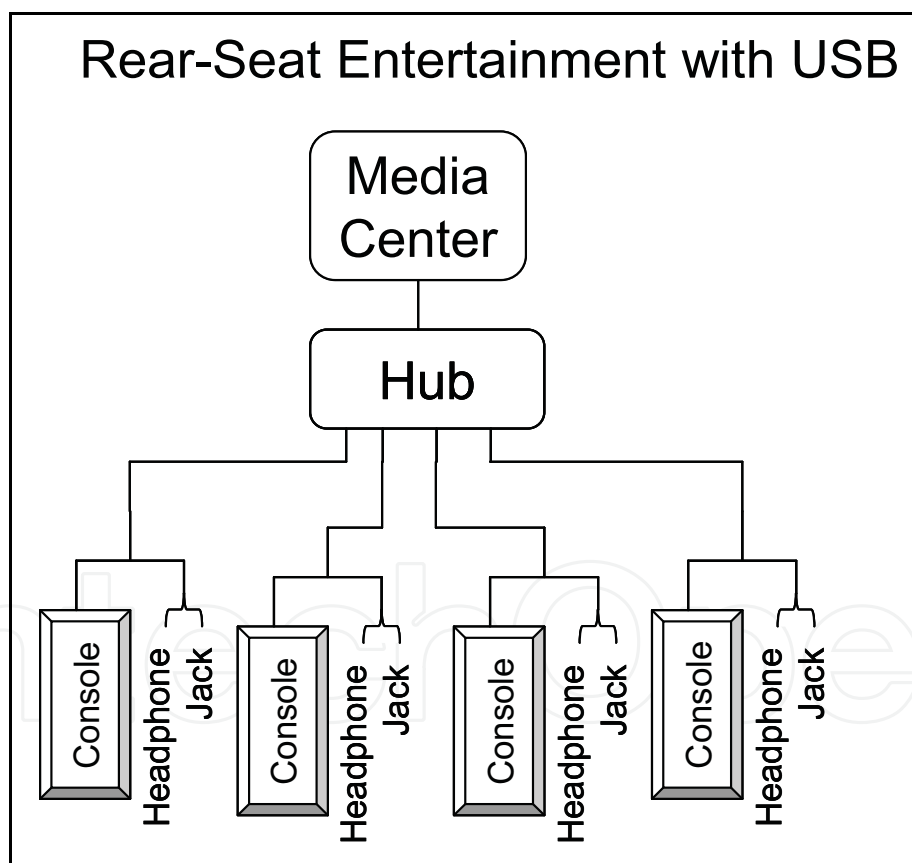 Rear-Seat Entertainment with USB
Media
Center
Hub
Console
Headphone
Jack
Console
Headphone
Jack
Console
Headphone
Jack
Console
Headphone
Jack